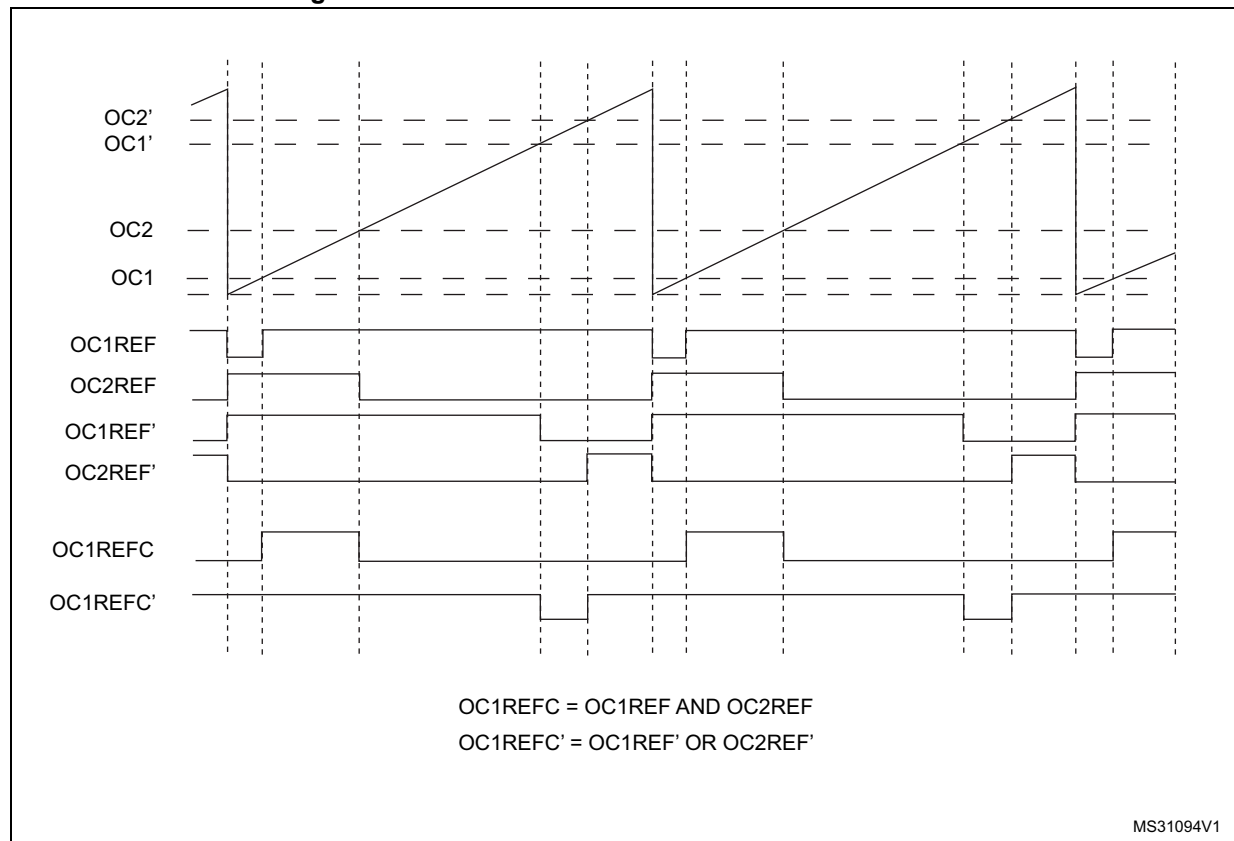 OC2’
OC1’
OC2
OC1
OC1REF
OC2REF
OC1REF’
OC2REF’
OC1REFC
OC1REFC’
OC1REFC = OC1REF AND OC2REF
OC1REFC’ = OC1REF’ OR OC2REF’
MS31094V1